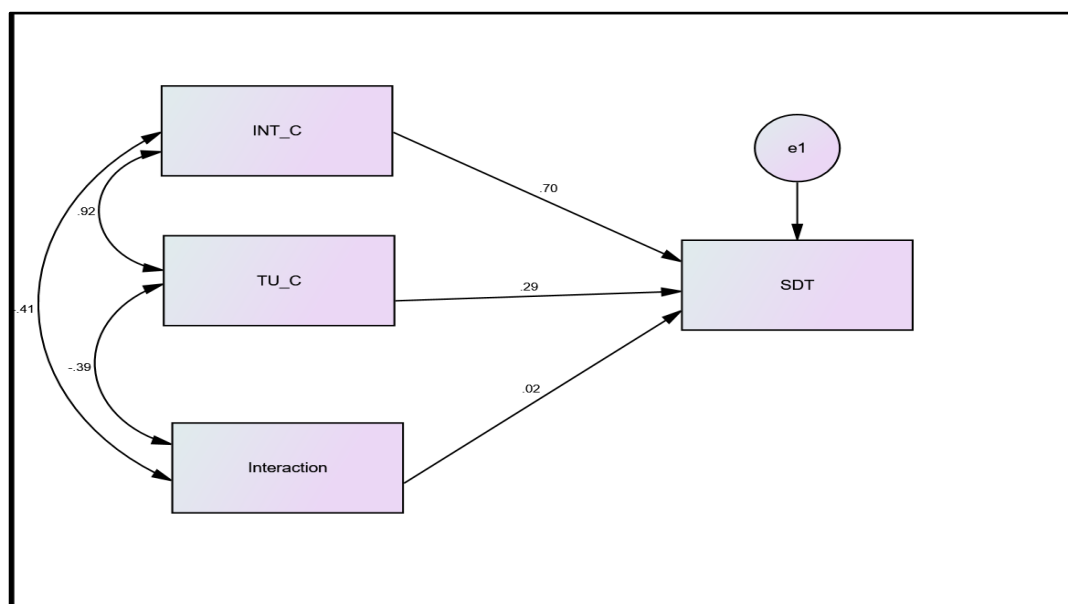 INT_C
e1
.70
.92
TU_C
SDT
.29
-.41
-.39
.02
Interaction